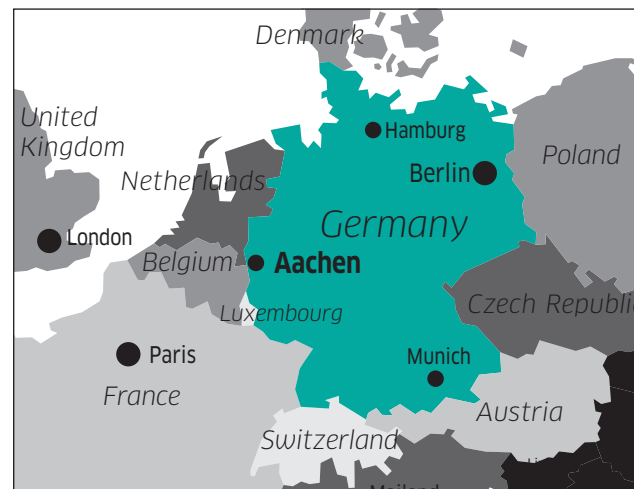 Denmark
United
Kingdom
Hamburg
Netherlands
Berlin
Poland
Germany
London
Belgium
Aachen
Luxembourg
Czech Republic
Paris
Munich
France
Austria
Switzerland
Mailand